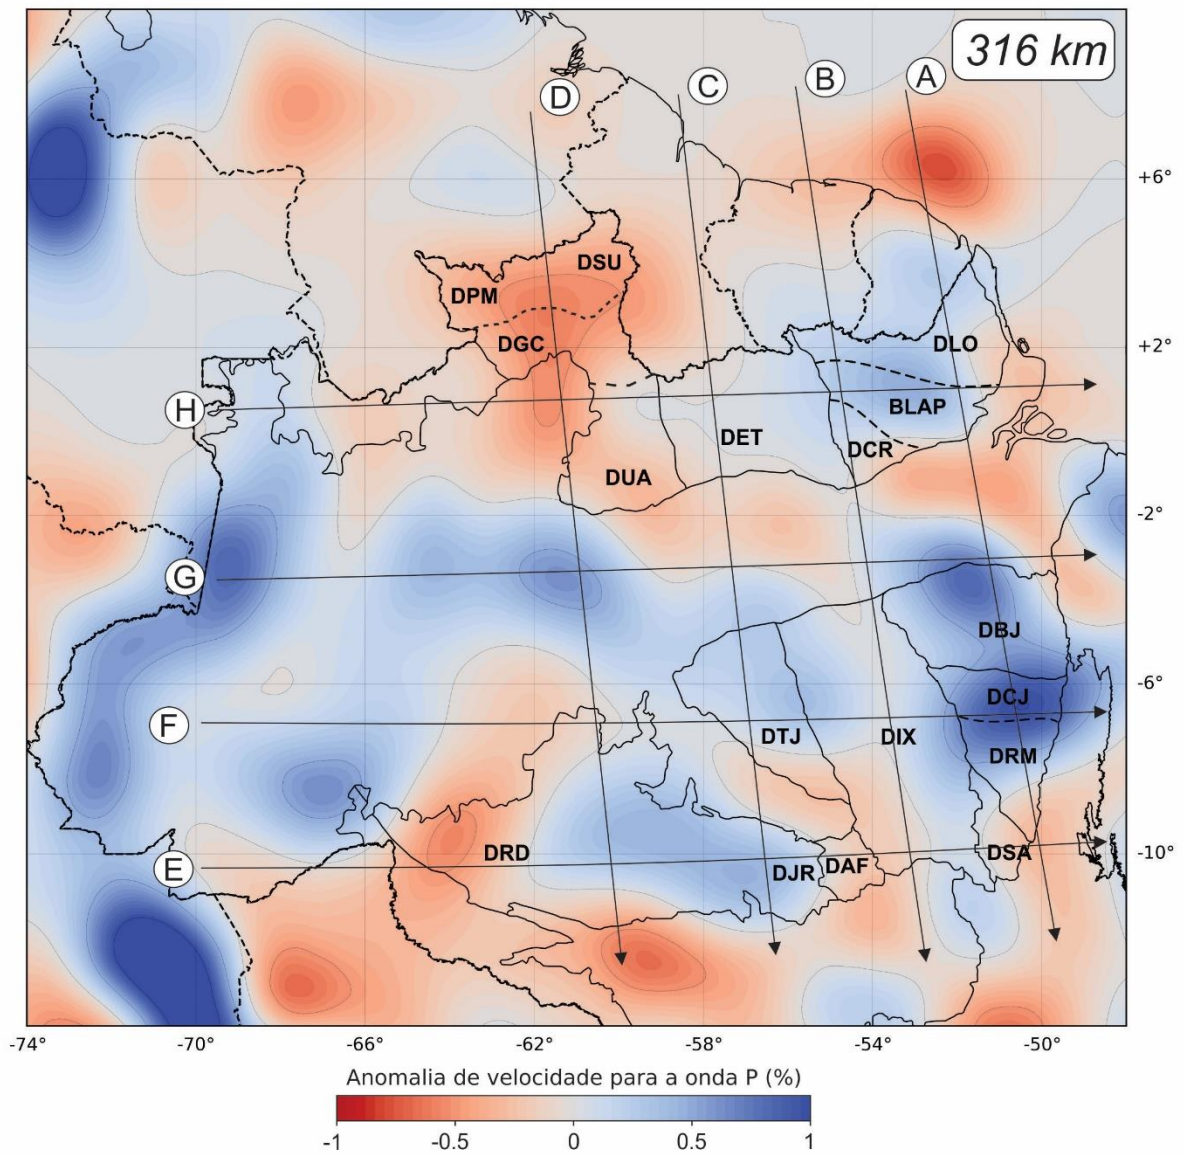 316 km
A
B
C
D
+6°
DSU
DPM
DGC
DLO
+2°
H
BLAP
DET
DCR
DUA
-2°
G
DBJ
-6°
DCJ
F
DTJ
DIX
DRM
-10°
E
DRD
DJR
DAF
DSA
-74°
-70°
-66°
-62°
-58°
-54°
-50°
Anomalia de velocidade para a onda P (%)
-1
-0.5
0
0.5
1